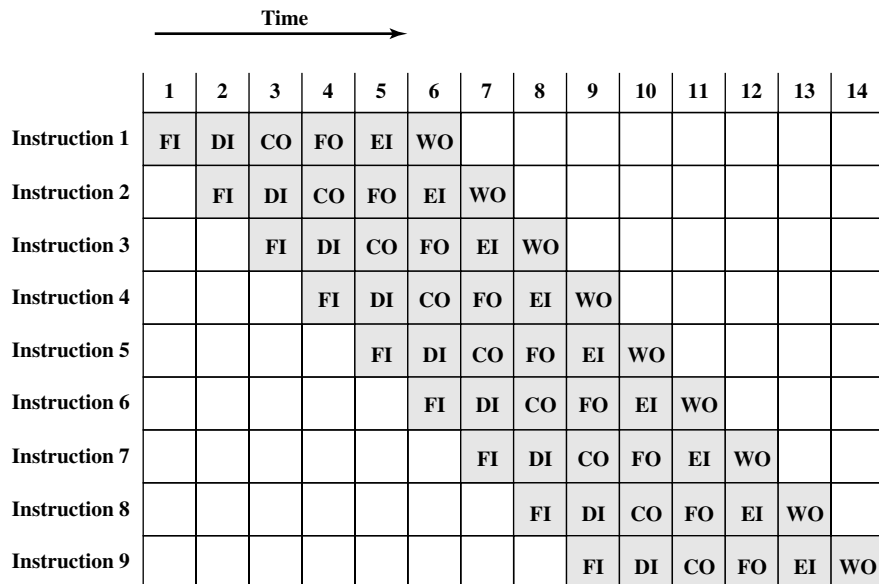 Time
1 2 3 4 5 6 7 8 9 10 11 12 13 14
Instruction 1 FI DI CO FO EI WO
Instruction 2 FI DI CO FO EI WO
Instruction 3 FI DI CO FO EI WO
Instruction 4 FI DI CO FO EI WO
Instruction 5 FI DI CO FO EI WO
Instruction 6 FI DI CO FO EI WO
Instruction 7 FI DI CO FO EI WO
Instruction 8 FI DI CO FO EI WO
Instruction 9 FI DI CO FO EI WO